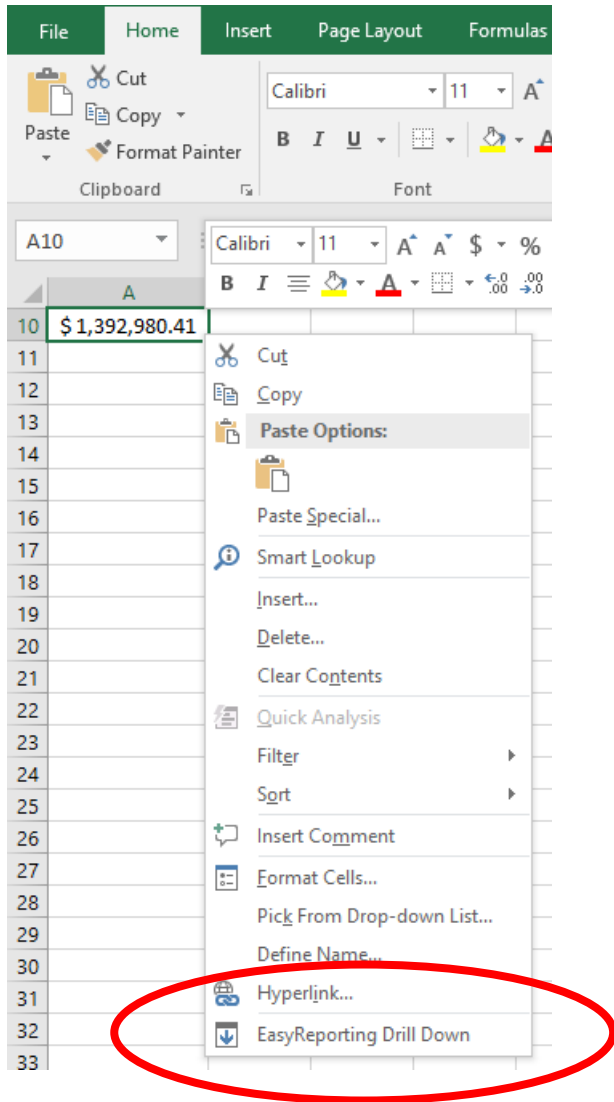 File Home Insert Page Layout Formulas
Cut
Calibri 11 A
Copy
Paste
Format Painter
B I U A
Clipboard Font
A10
Calibri 11 A A $ %
B I A .00 .00 .0
A
10 $ 1,392,980.41
11 Cut
12 Copy
13 Paste Options:
14
15
16 Paste Special...
17 Smart Lookup
18
19 Insert...
20 Delete...
21 Clear Contents
22 Quick Analysis
23 Filter
24
25 Sort
26 Insert Comment
27 Format Cells...
28 Pick From Drop-down List...
29
30 Define Name...
31 Hyperlink...
32 EasyReporting Drill Down
33